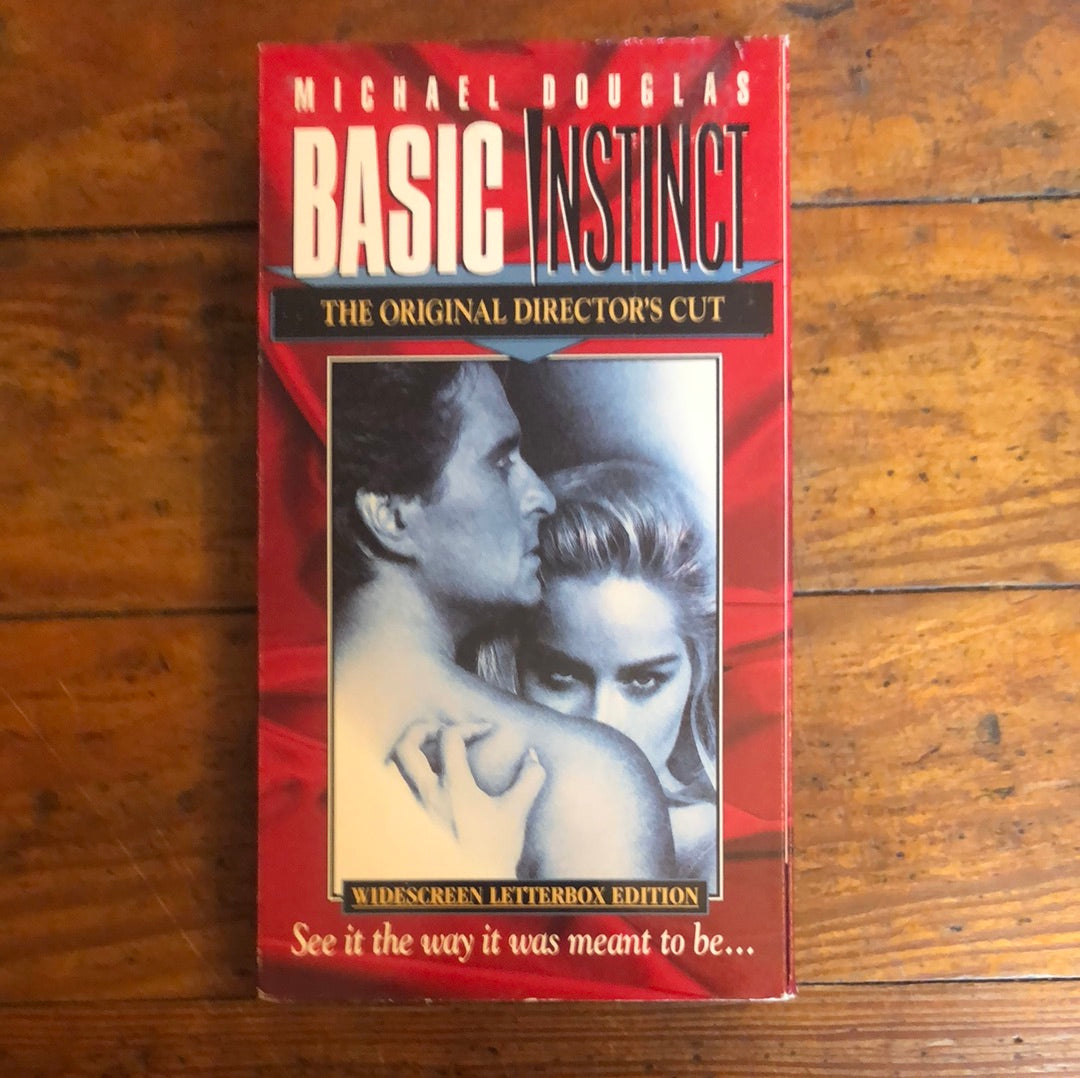 MICHAEL DOUGLAS
BASIC INSTINCT
THE ORIGINAL DIRECTOR'S CUT
WIDESCREEN LETTERBOX EDITION
See it the way it was meant to be...